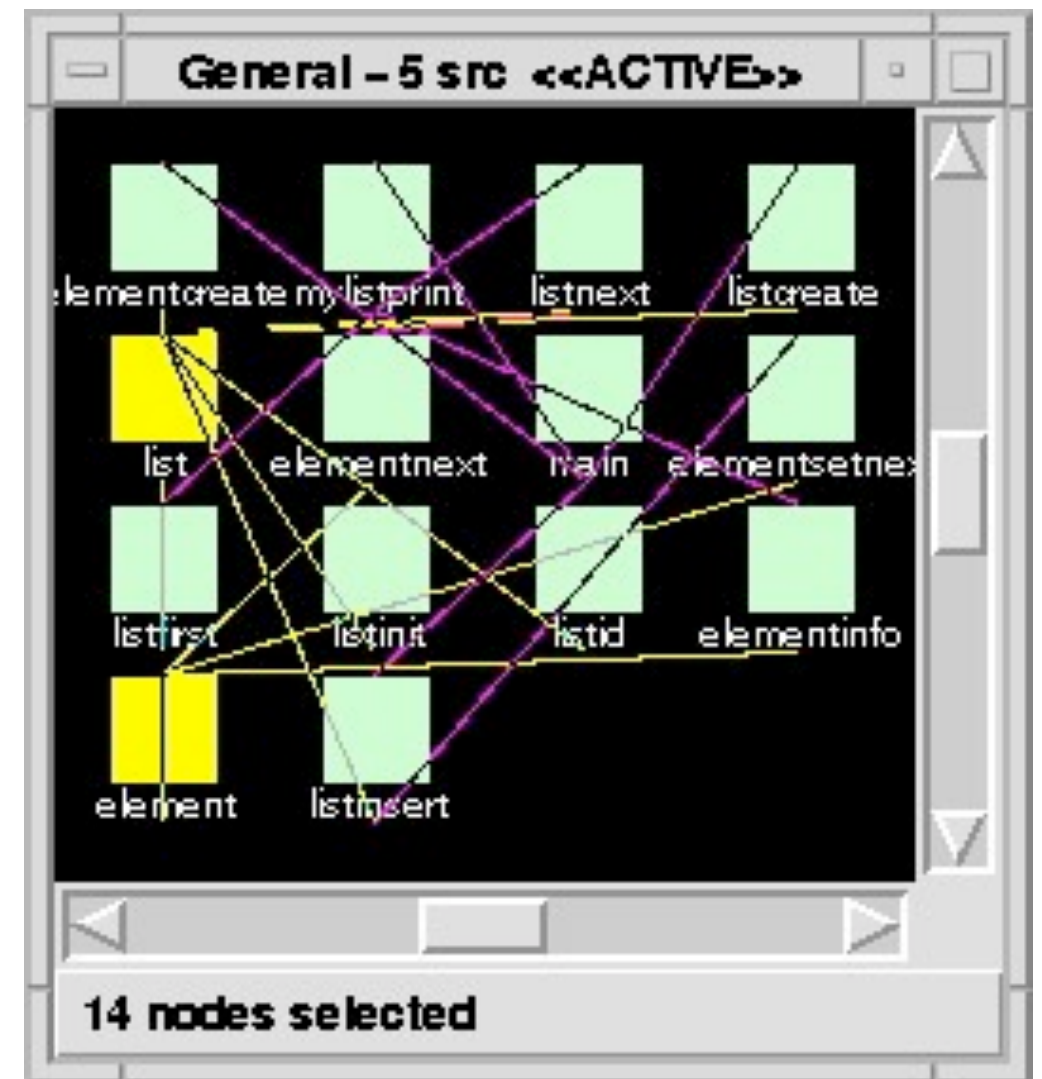 General – 5 src <<ACTIVE>>
elementcreate mylistprint listnext listcreate
list elementnext main elementsetnex
listfirst listinit listid elementinfo
element listinsert
14 nodes selected